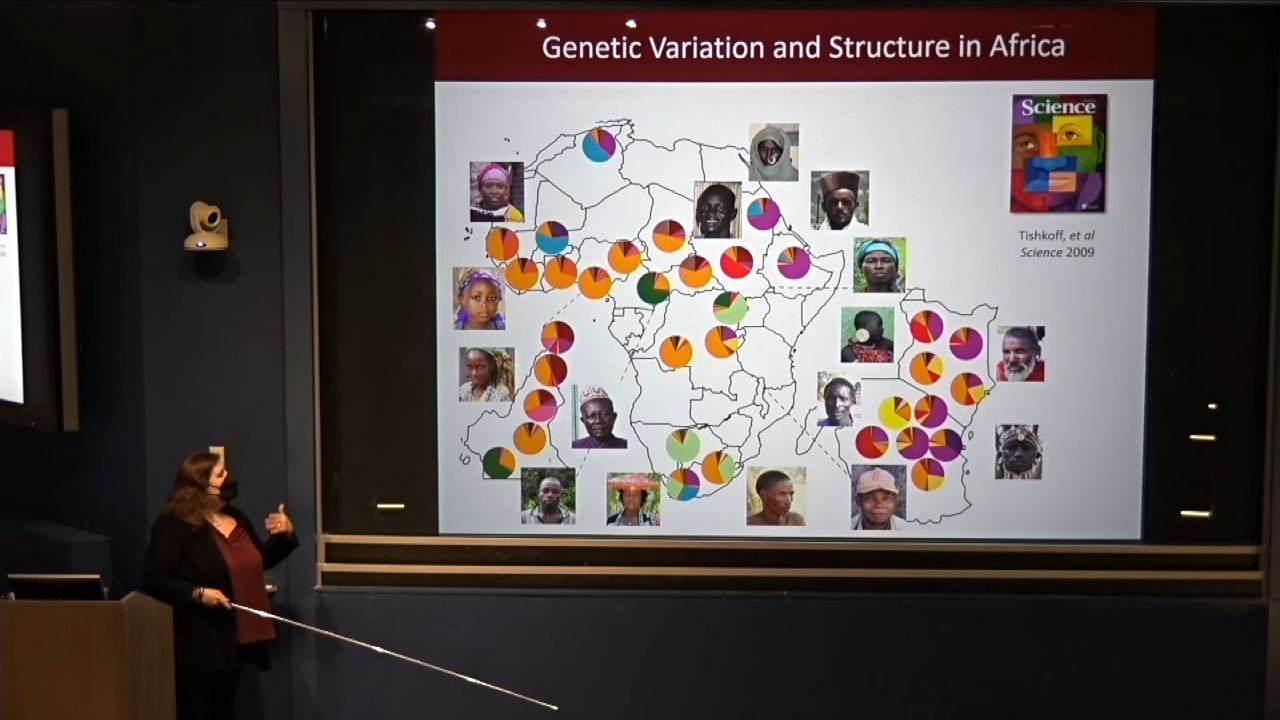 Genetic Variation and Structure in Africa
Science
Tishkoff, et al
Science 2009